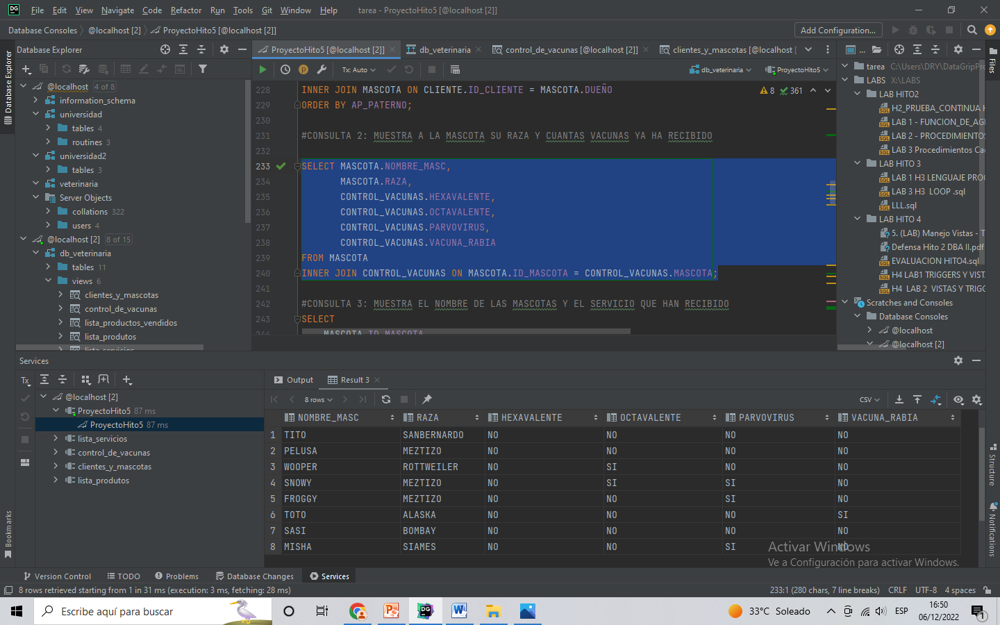 DG File Edit View Navigate Code Refactor Run Tools Git Window Help tarea - ProyectoHito5 [@localhost [2]]
Database Consoles @localhost [2] ProyectoHito5 [@localhost [2]] Add Configuration...
Database Explorer
ProyectoHito5 [@localhost [2]] db_veterinaria control_de_vacunas [@localhost [2]] clientes_y_mascotas [@localhost [
Tx: Auto db_veterinaria ProyectoHito5
Database Explorer
@localhost 4 of 8
information_schema
universidad
tables 4
routines 3
universidad2
tables 3
veterinaria
Server Objects
collations 322
users 4
@localhost [2] 8 of 15
db_veterinaria
tables 11
views 6
clientes_y_mascotas
control_de_vacunas
lista_productos_vendidos
lista_produtos
lista_servicios
8 361
228 INNER JOIN MASCOTA ON CLIENTE.ID_CLIENTE = MASCOTA.DUEÑO
229 ORDER BY AP_PATERNO;
230
231 #CONSULTA 2: MUESTRA A LA MASCOTA SU RAZA Y CUANTAS VACUNAS YA HA RECIBIDO
232
233 SELECT MASCOTA.NOMBRE_MASC,
234 MASCOTA.RAZA,
235 CONTROL_VACUNAS.HEXAVALENTE,
236 CONTROL_VACUNAS.OCTAVALENTE,
237 CONTROL_VACUNAS.PARVOVIRUS,
238 CONTROL_VACUNAS.VACUNA_RABIA
239 FROM MASCOTA
240 INNER JOIN CONTROL_VACUNAS ON MASCOTA.ID_MASCOTA = CONTROL_VACUNAS.MASCOTA;
241
242 #CONSULTA 3: MUESTRA EL NOMBRE DE LAS MASCOTAS Y EL SERVICIO QUE HAN RECIBIDO
243 SELECT
244 MASCOTA.ID_MASCOTA
tarea C:\Users\DRY\DataGripPro
LABS X:\LABS
LAB HITO2
H2_PRUEBA_CONTINUA H
LAB 1 - FUNCION_DE_AG
LAB 2 - PROCEDIMIENTO
LAB 3 Procedimientos Ca
LAB HITO 3
LAB 1 H3 LENGUAJE PRO
LAB 3 H3 LOOP .sql
LLL.sql
LAB HITO 4
5. (LAB) Manejo Vistas - T
Defensa Hito 2 DBA II.pdf
EVALUACION HITO4.sql
H4 LAB1 TRIGGERS Y VIST
H4 LAB 2 VISTAS Y TRIGG
Scratches and Consoles
Database Consoles
@localhost
@localhost [2]
Files
Structure
Notifications
Bookmarks
Services
Tx
@localhost [2]
ProyectoHito5 87 ms
ProyectoHito5 87 ms
lista_servicios
control_de_vacunas
clientes_y_mascotas
lista_produtos
Output Result 3
8 rows CSV
NOMBRE_MASC RAZA HEXAVALENTE OCTAVALENTE PARVOVIRUS VACUNA_RABIA
1 TITO SANBERNARDO NO NO NO NO
2 PELUSA MEZTIZO NO NO NO NO
3 WOOPER ROTTWEILER NO SI NO NO
4 SNOWY MEZTIZO NO SI SI NO
5 FROGGY MEZTIZO NO NO SI NO
6 TOTO ALASKA NO NO NO SI
7 SASI BOMBAY NO NO NO NO
8 MISHA SIAMES NO NO SI NO
Activar Windows
Ve a Configuración para activar Windows.
Version Control TODO Problems Database Changes Services
8 rows retrieved starting from 1 in 31 ms (execution: 3 ms, fetching: 28 ms) 233:1 (280 chars, 7 line breaks) CRLF UTF-8 4 spaces
Escribe aquí para buscar 33°C Soleado ESP 16:50
06/12/2022 1